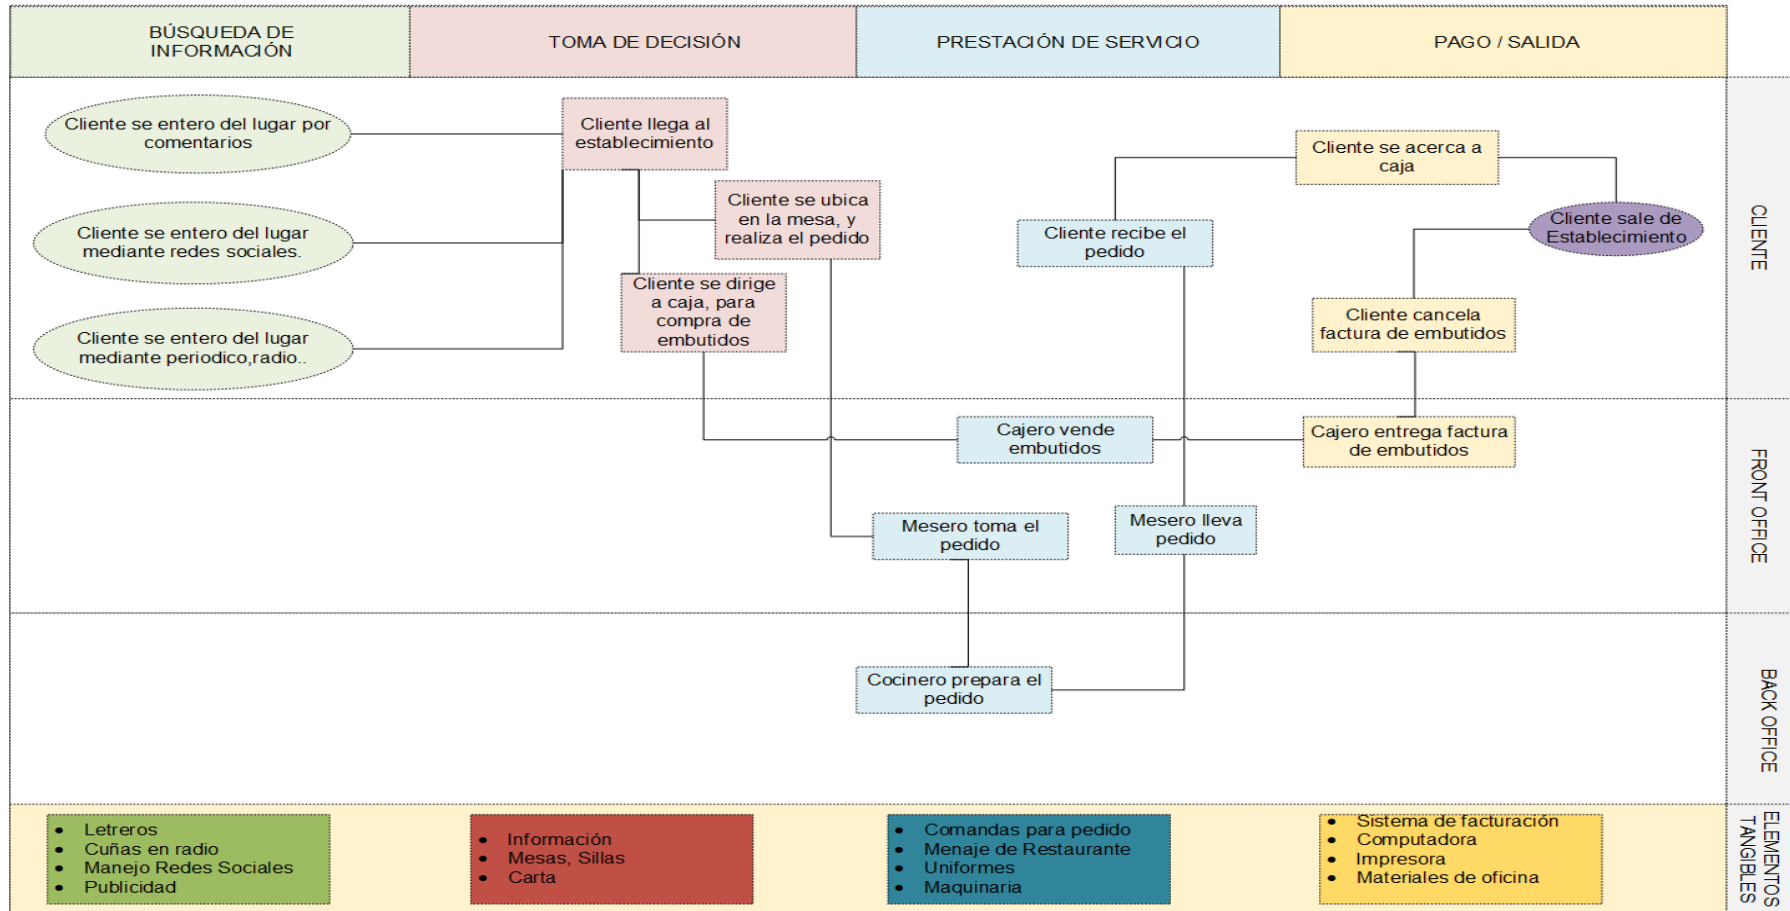 BÚSQUEDA DE
INFORMACIÓN
TOMA DE DECISIÓN
PRESTACIÓN DE SERVICIO
PAGO / SALIDA
Cliente se entero del lugar por
comentarios
Cliente llega al
establecimiento
Cliente se acerca a
caja
Cliente se ubica
en la mesa, y
realiza el pedido
Cliente se entero del lugar
mediante redes sociales.
Cliente recibe el
pedido
Cliente sale de
Establecimiento
CLIENTE
Cliente se dirige
a caja, para
compra de
embutidos
Cliente se entero del lugar
mediante periodico,radio..
Cliente cancela
factura de embutidos
Cajero vende
embutidos
Cajero entrega factura
de embutidos
FRONT OFFICE
Mesero toma el
pedido
Mesero lleva
pedido
Cocinero prepara el
pedido
BACK OFFICE
• Letreros
• Cuñas en radio
• Manejo Redes Sociales
• Publicidad
• Información
• Mesas, Sillas
• Carta
• Comandas para pedido
• Menaje de Restaurante
• Uniformes
• Maquinaria
• Sistema de facturación
• Computadora
• Impresora
• Materiales de oficina
ELEMENTOS
TANGIBLES